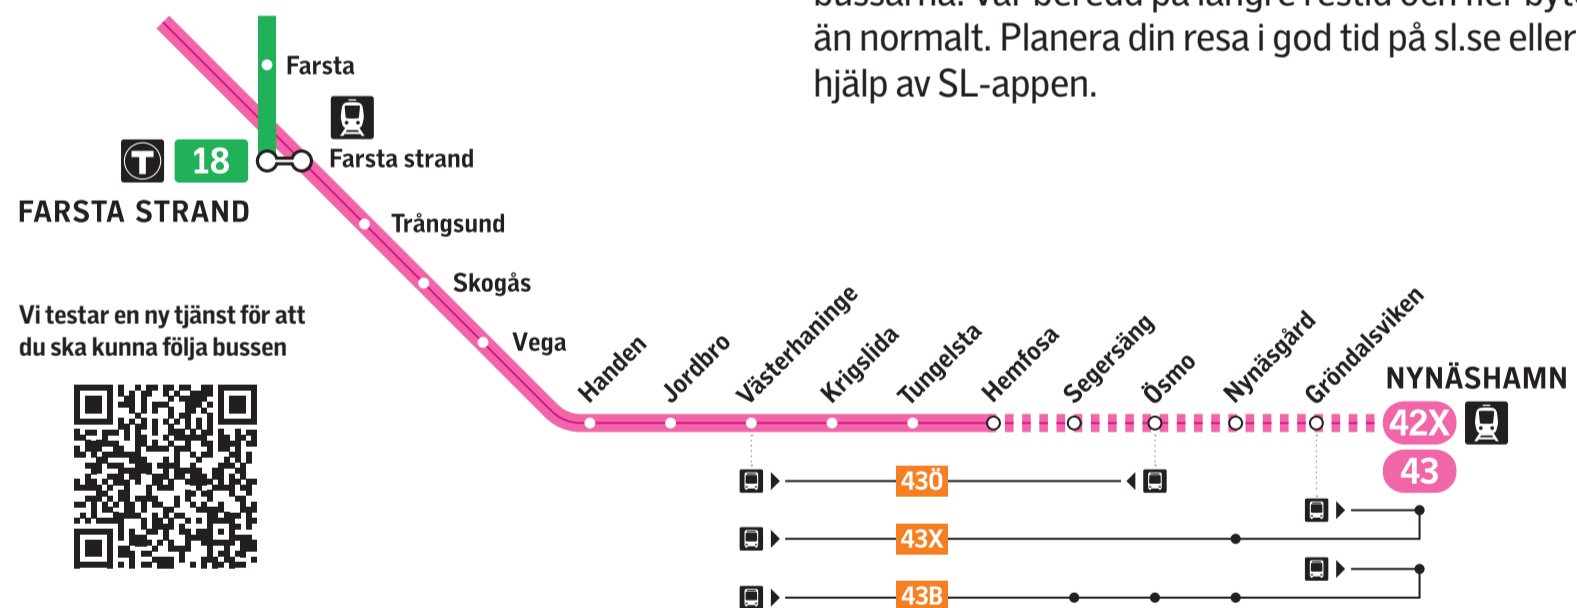 än normalt. Planera din resa i god tid på sl.se eller
hjälp av SL-appen.
Farsta
T 18
Farsta strand
FARSTA STRAND
Trångsund
Skogås
Vega
Vi testar en ny tjänst för att
du ska kunna följa bussen
Handen
Jordbro
Västerhaninge
Krigslida
Tungelsta
Hemfosa
Segersäng
Ösmo
Nynäsgård
Gröndalsviken
NYNÄSHAMN
42X
43
43Ö
43X
43B